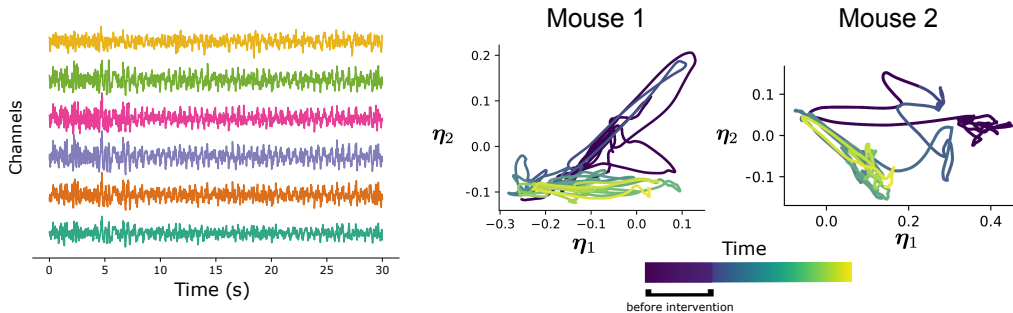 Channels
0 5 10 15 20 25 30
Time (s)
Mouse 1
0.2
0.1
0.0
-0.1
η2
−0.3 −0.2 −0.1 0.0 0.1
η1
Mouse 2
0.1
0.0
-0.1
η2
0.0 0.2 0.4
η1
Time
before intervention